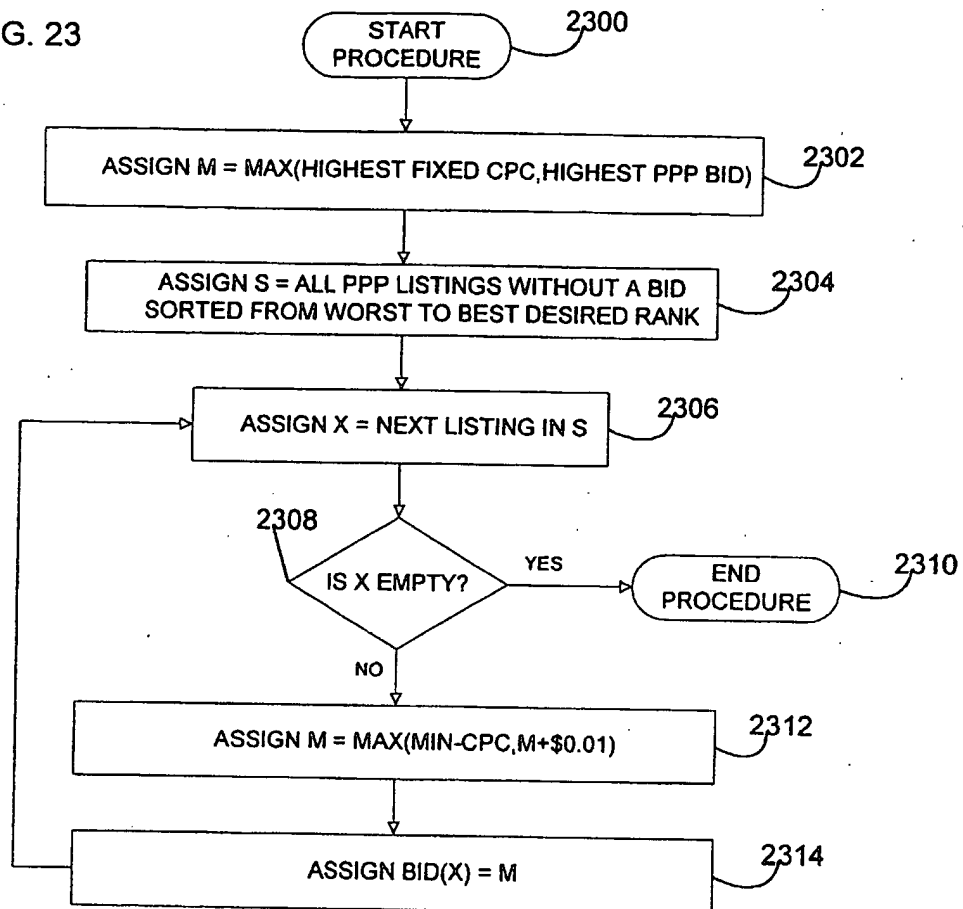 G. 23
START
PROCEDURE
2300
ASSIGN M = MAX(HIGHEST FIXED CPC,HIGHEST PPP BID)
2302
ASSIGN S = ALL PPP LISTINGS WITHOUT A BID
SORTED FROM WORST TO BEST DESIRED RANK
2304
ASSIGN X = NEXT LISTING IN S
2306
2308
IS X EMPTY?
YES
END
PROCEDURE
2310
NO
ASSIGN M = MAX(MIN-CPC,M+$0.01)
2312
ASSIGN BID(X) = M
2314